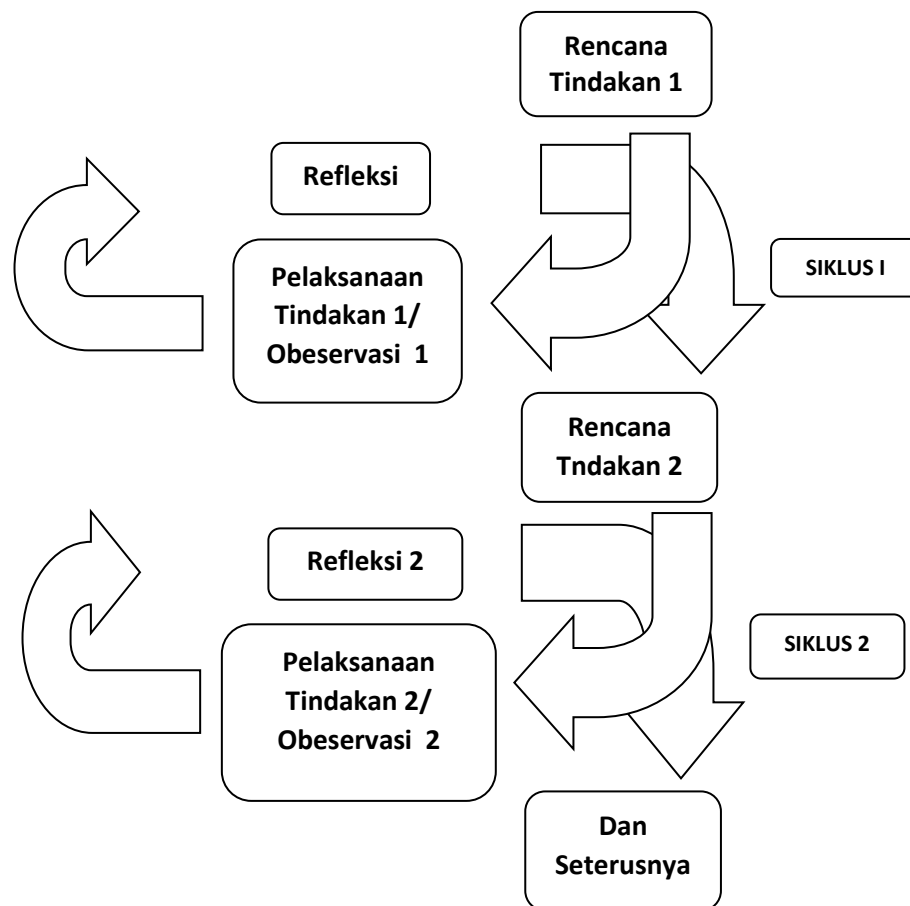 Rencana
Tindakan 1
Refleksi
Pelaksanaan
Tindakan 1/
Obeservasi 1
SIKLUS I
Rencana
Tndakan 2
Refleksi 2
Pelaksanaan
Tindakan 2/
Obeservasi 2
SIKLUS 2
Dan
Seterusnya